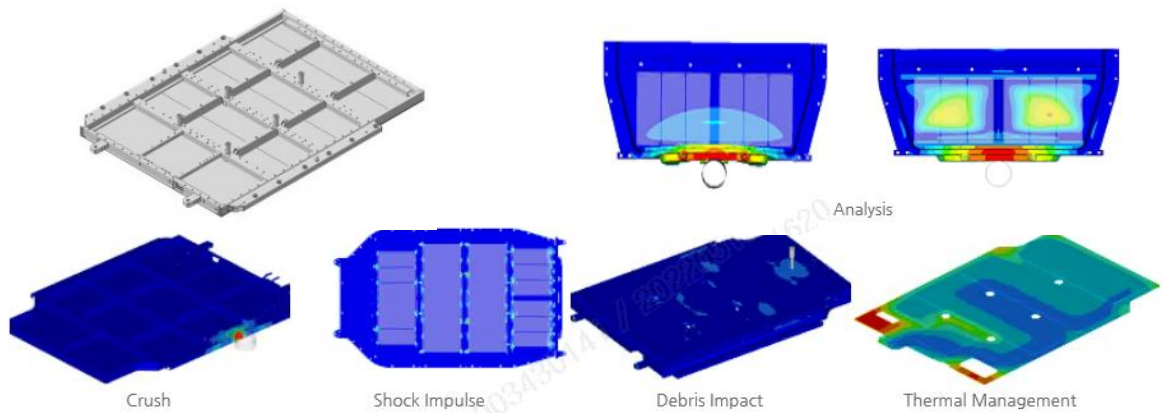 Analysis
Crush
Shock Impulse
Debris Impact
Thermal Management